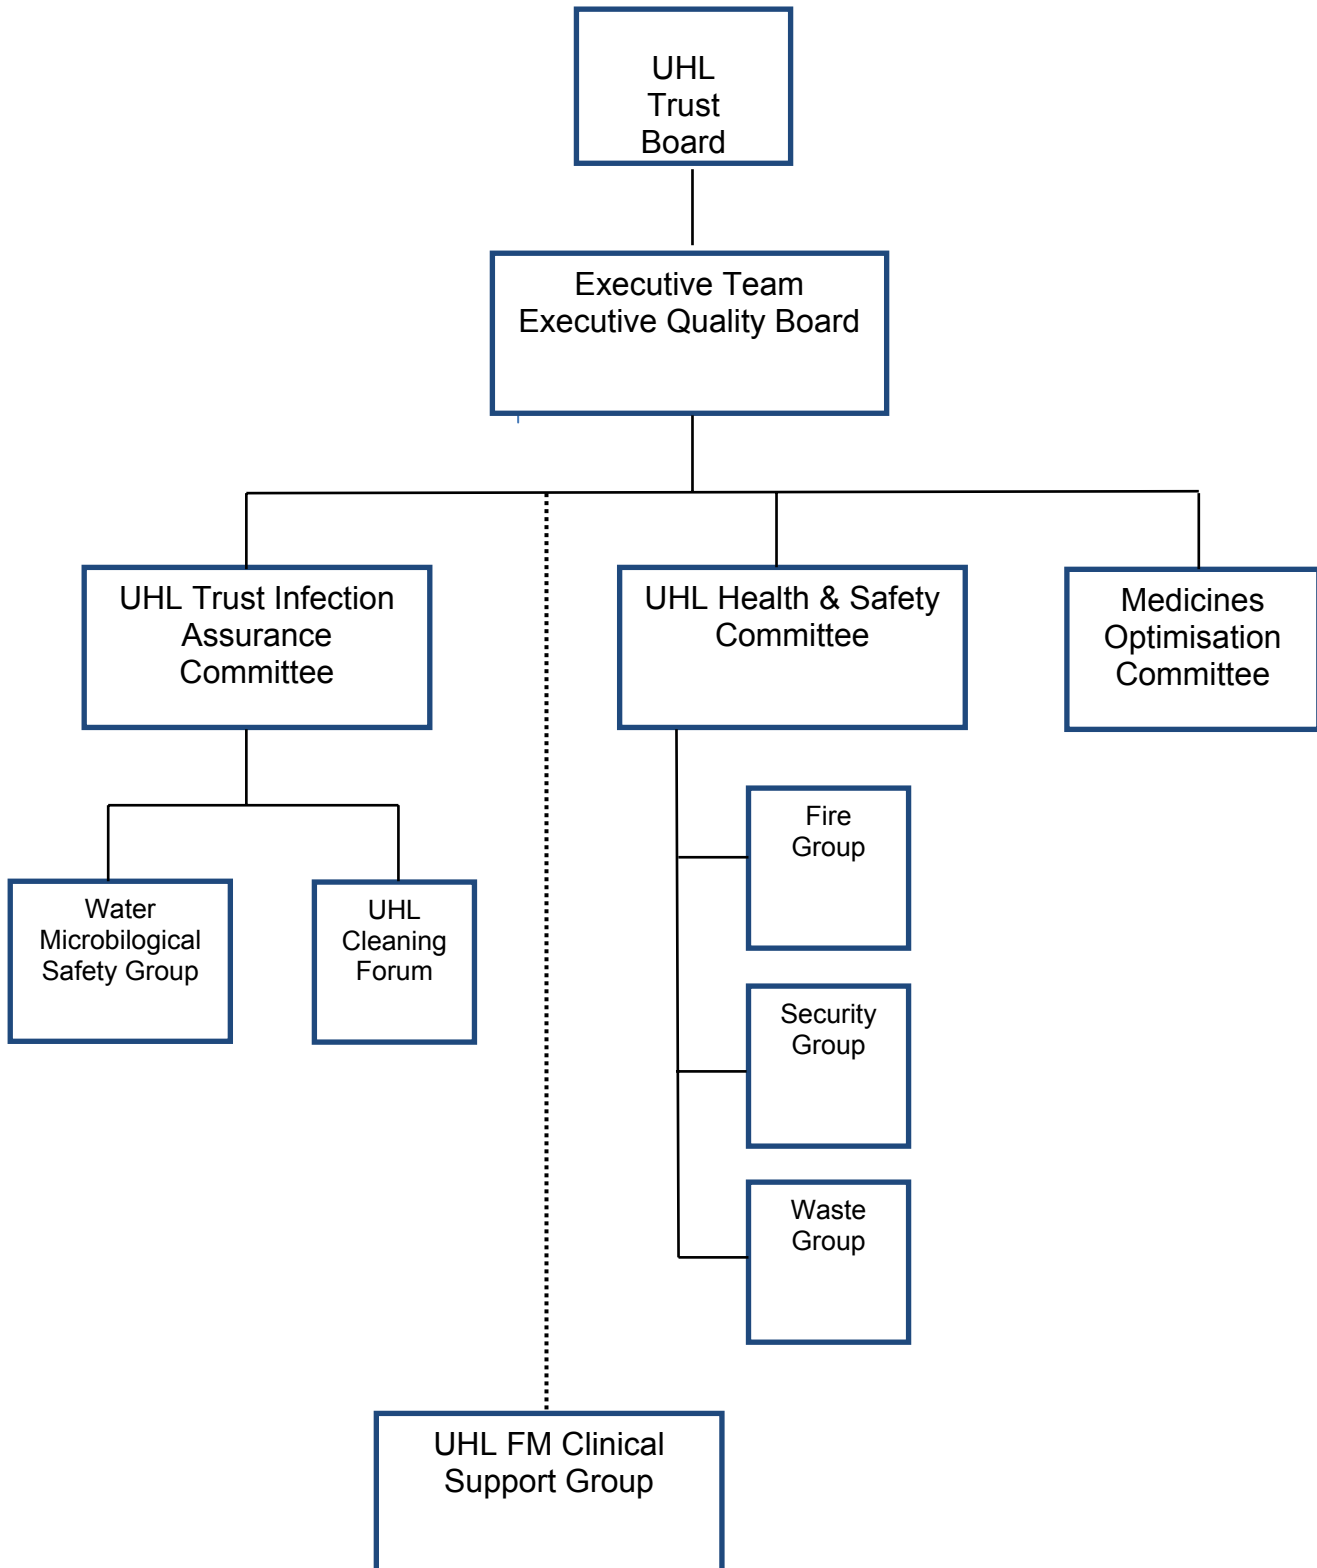 UHL
Trust
Board
Executive Team
Executive Quality Board
UHL Trust Infection
Assurance
Committee
UHL Health & Safety
Committee
Medicines
Optimisation
Committee
Fire
Group
Water
Microbilological
Safety Group
UHL
Cleaning
Forum
Security
Group
Waste
Group
UHL FM Clinical
Support Group